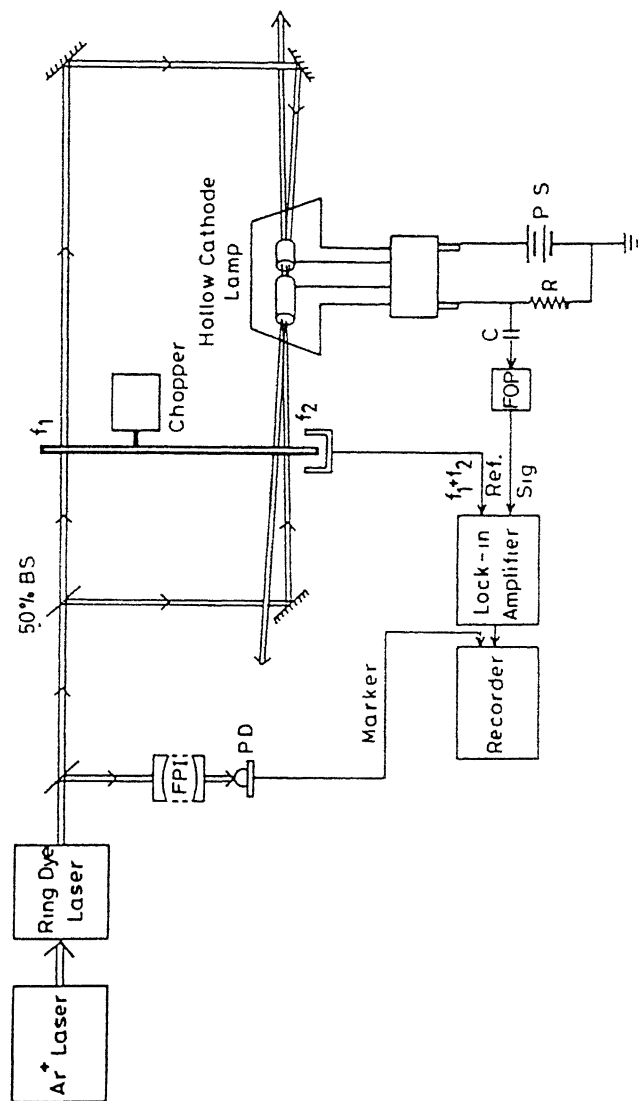 Ar+ Laser
Ring Dye
Laser
50% BS
f1
Chopper
f2
Hollow Cathode
Lamp
FPI
PD
Marker
Recorder
Lock-in
Amplifier
f1+f2
Ref.
Sig
FOP
C
R
P S